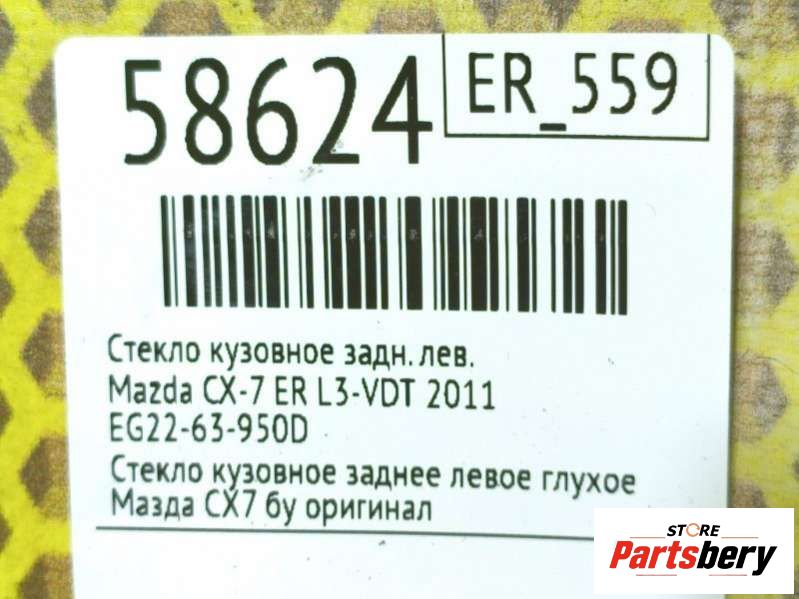 58624
ER_559
Стекло кузовное задн. лев.
Mazda CX-7 ER L3-VDT 2011
EG22-63-950D
Стекло кузовное заднее левое глухое
Мазда СХ7 бу оригинал
STORE
Partsbery